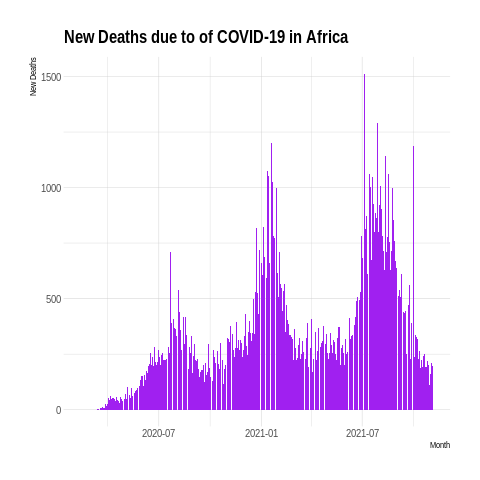 New Deaths due to of COVID-19 in Africa
New Deaths
1500
1000
500
0
2020-07
2021-01
2021-07
Month